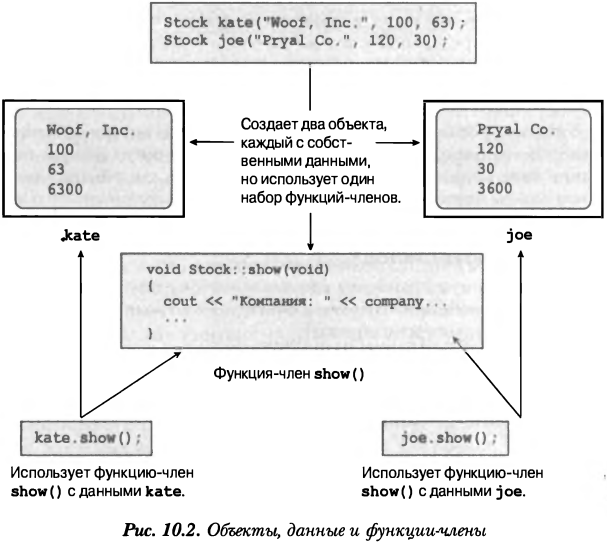 Stock kate("Woof, Inc.", 100, 63);
Stock joe("Pryal Co.", 120, 30);
Woof, Inc.
100
63
6300
kate
Создает два объекта,
каждый с собст-
венными данными,
но использует один
набор функций-членов.
Pryal Co.
120
30
3600
joe
void Stock::show(void)
{
cout << "Компания: " << company...
...
}
Функция-член show()
kate.show();
Использует функцию-член
show() с данными kate.
joe.show();
Использует функцию-член
show() с данными joe.
Рис. 10.2. Объекты, данные и функции-члены